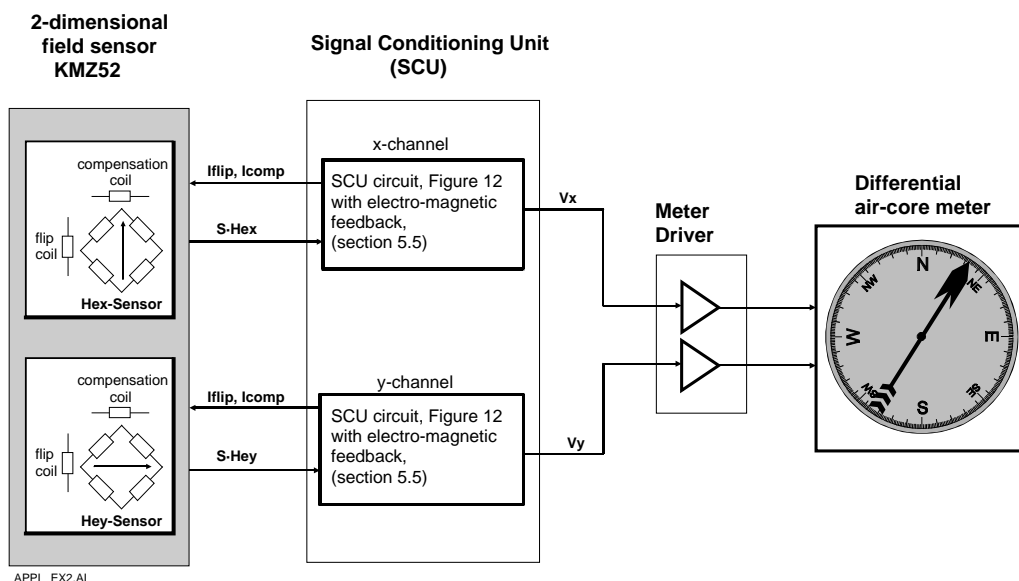 2-dimensional
field sensor
KMZ52
Signal Conditioning Unit
(SCU)
compensation
coil
flip
coil
Hex-Sensor
Iflip, Icomp
S·Hex
x-channel
SCU circuit, Figure 12
with electro-magnetic
feedback,
(section 5.5)
Vx
Meter
Driver
Differential
air-core meter
N
NE
E
SE
S
SW
W
NW
compensation
coil
flip
coil
Hey-Sensor
Iflip, Icomp
S·Hey
y-channel
SCU circuit, Figure 12
with electro-magnetic
feedback,
(section 5.5)
Vy
APPL_EX2.AI